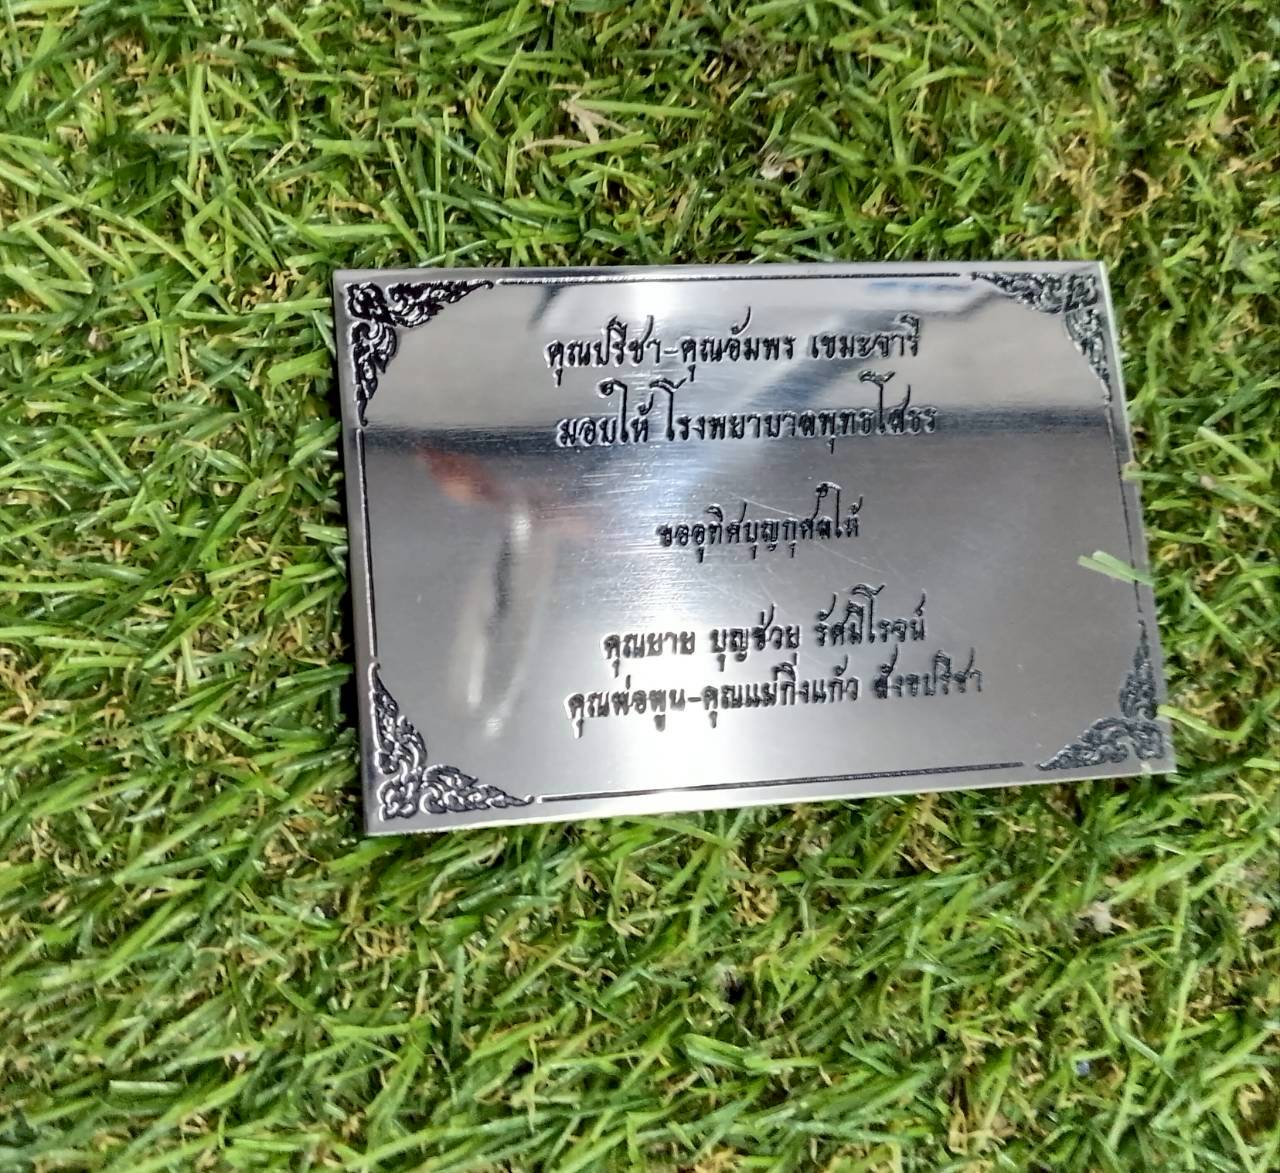 คุณปรีชา-คุณอัมพร เขมะจารี
มอบให้ โรงพยาบาลพุทธโสธร
ขออุทิศบุญกุศลให้
คุณยาย บุญช่วย รัศมิโรจน์
คุณพ่อพูน-คุณแม่กิ่งแก้ว สังขปรีชา